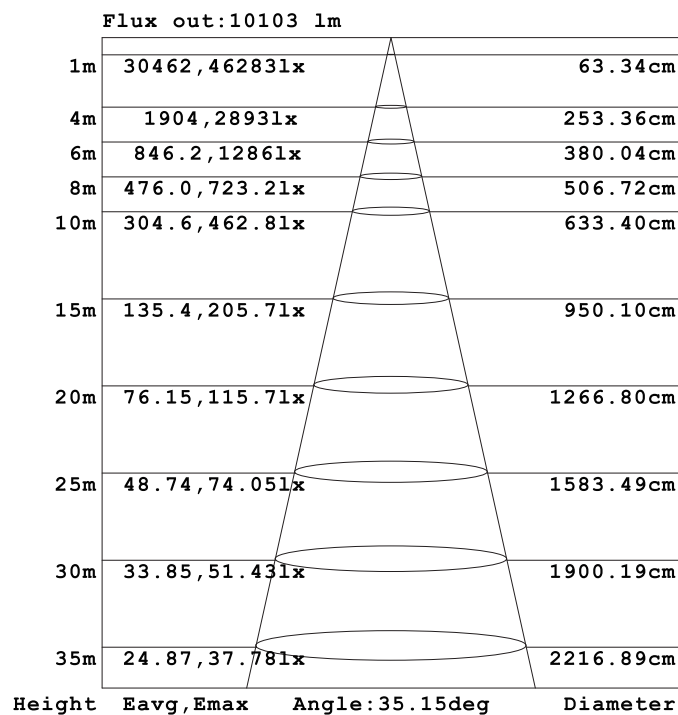 Flux out:10103 lm
1m 30462,46283lx 63.34cm
4m 1904,2893lx 253.36cm
6m 846.2,1286lx 380.04cm
8m 476.0,723.2lx 506.72cm
10m 304.6,462.8lx 633.40cm
15m 135.4,205.7lx 950.10cm
20m 76.15,115.7lx 1266.80cm
25m 48.74,74.05lx 1583.49cm
30m 33.85,51.43lx 1900.19cm
35m 24.87,37.78lx 2216.89cm
Height Eavg,Emax Angle:35.15deg Diameter